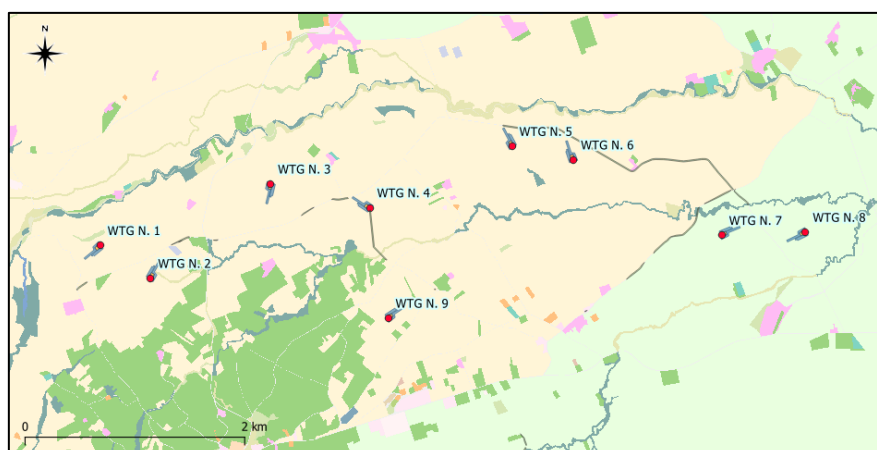 N
WTG N. 5
WTG N. 6
WTG N. 3
WTG N. 4
WTG N. 1
WTG N. 7
WTG N. 8
WTG N. 2
WTG N. 9
0 2 km